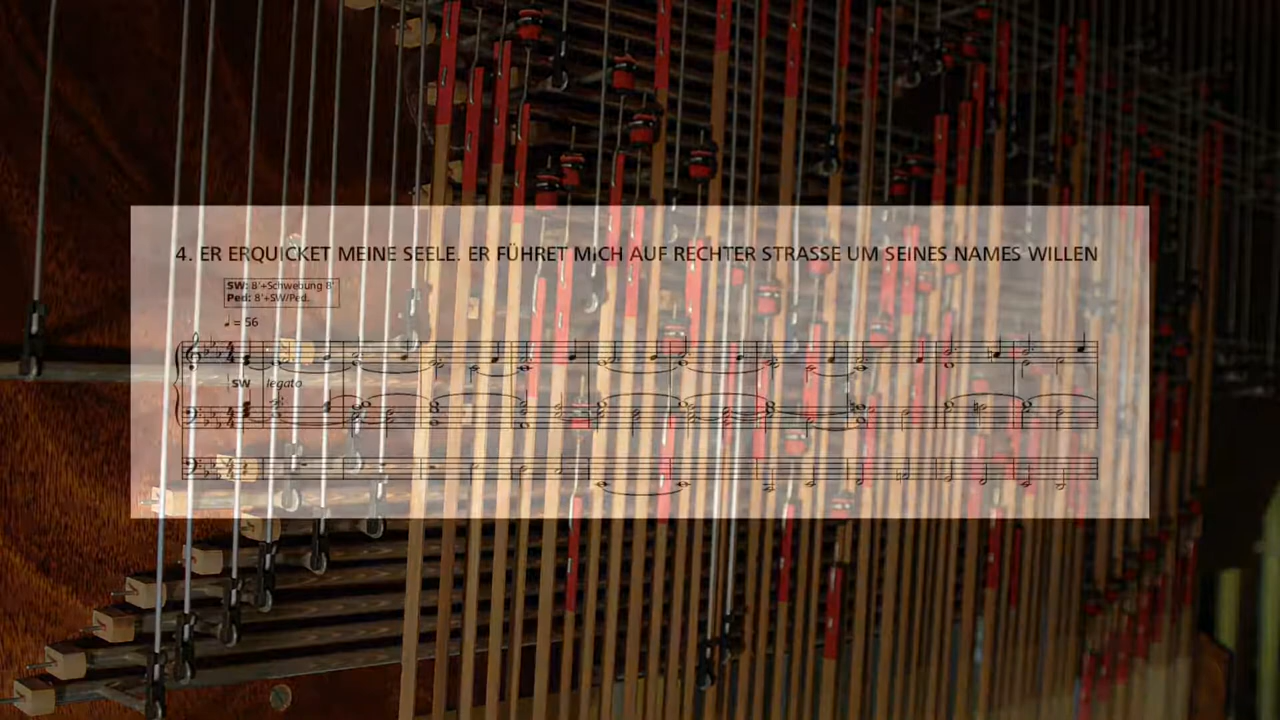 4. ER ERQUICKET MEINE SEELE. ER FÜHRET MICH AUF RECHTER STRASSE UM SEINES NAMES WILLEN
SW: 8'+Schwebung 8'
Ped: 8'+SW/Ped.
♩ = 56
SW legato